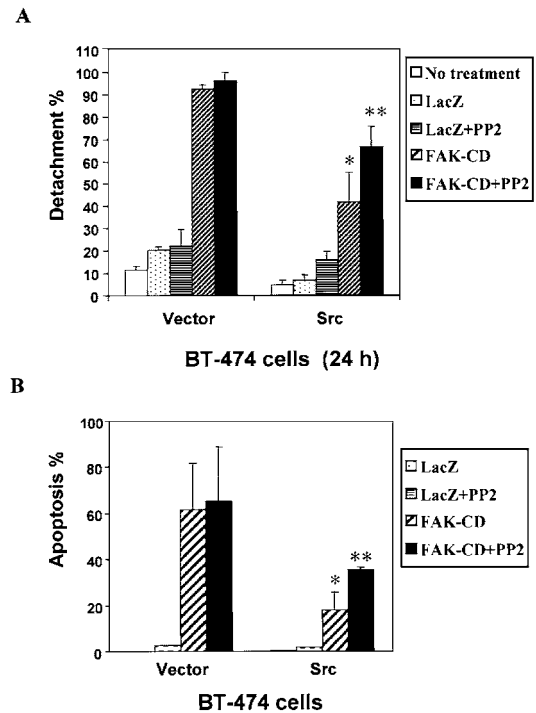 A
Detachment %
110
100
90
80
70
60
50
40
30
20
10
0
* **
Vector Src
BT-474 cells (24 h)
No treatment
LacZ
LacZ+PP2
FAK-CD
FAK-CD+PP2
B
Apoptosis %
100
80
60
40
20
0
* **
Vector Src
BT-474 cells
LacZ
LacZ+PP2
FAK-CD
FAK-CD+PP2